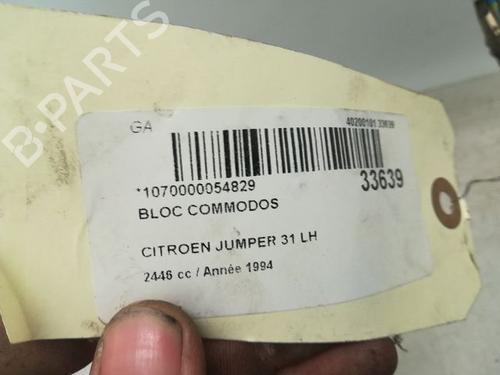 B-PARTS
GA
40200101 33639
*1070000054829
33639
BLOC COMMODOS
CITROEN JUMPER 31 LH
2446 cc / Année 1994